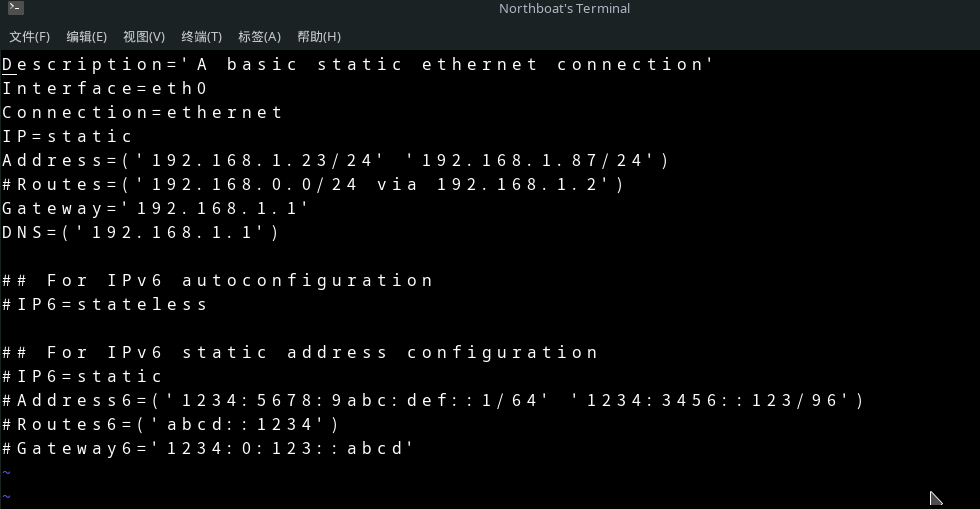 Northboat's Terminal
文件(F) 编辑(E) 视图(V) 终端(T) 标签(A) 帮助(H)
Description='A basic static ethernet connection'
Interface=eth0
Connection=ethernet
IP=static
Address=('192.168.1.23/24' '192.168.1.87/24')
#Routes=('192.168.0.0/24 via 192.168.1.2')
Gateway='192.168.1.1'
DNS=('192.168.1.1')
## For IPv6 autoconfiguration
#IP6=stateless
## For IPv6 static address configuration
#IP6=static
#Address6=('1234:5678:9abc:def::1/64' '1234:3456::123/96')
#Routes6=('abcd::1234')
#Gateway6='1234:0:123::abcd'
~
~